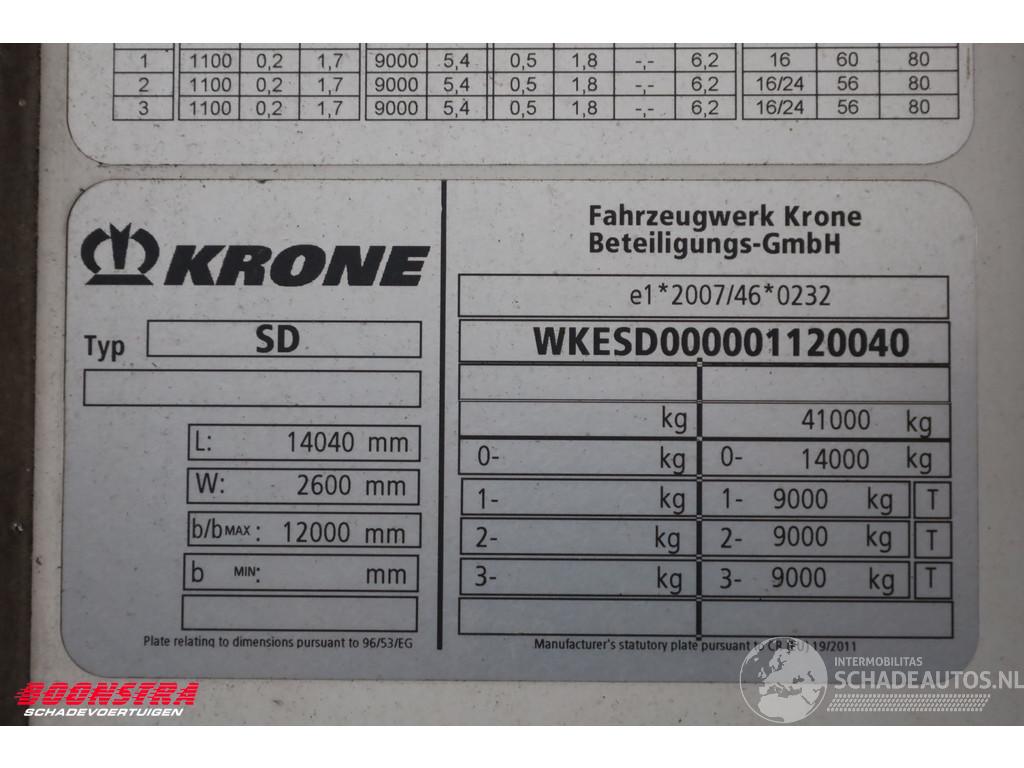 1 1100 0,2 1,7 9000 5,4 0,5 1,8 -,- 6,2 16 60 80
2 1100 0,2 1,7 9000 5,4 0,5 1,8 -,- 6,2 16/24 56 80
3 1100 0,2 1,7 9000 5,4 0,5 1,8 -,- 6,2 16/24 56 80
KRONE
Typ SD
L: 14040 mm
W: 2600 mm
b/b MAX: 12000 mm
b MIN: mm
Plate relating to dimensions pursuant to 96/53/EG
Fahrzeugwerk Krone
Beteiligungs-GmbH
e1*2007/46*0232
WKESD000001120040
kg 41000 kg
0- kg 0- 14000 kg
1- kg 1- 9000 kg T
2- kg 2- 9000 kg T
3- kg 3- 9000 kg T
Manufacturer's statutory plate pursuant to CR (EU) 19/2011
BOONSTRA
SCHADEVOERTUIGEN
INTERMOBILITAS
SCHADEAUTOS.NL